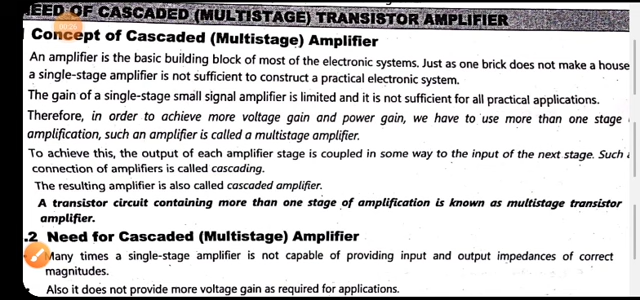 EED OF CASCADED (MULTISTAGE) TRANSISTOR AMPLIFIER
Concept of Cascaded (Multistage) Amplifier
An amplifier is the basic building block of most of the electronic systems. Just as one brick does not make a house
a single-stage amplifier is not sufficient to construct a practical electronic system.
The gain of a single-stage small signal amplifier is limited and it is not sufficient for all practical applications.
Therefore, in order to achieve more voltage gain and power gain, we have to use more than one stage
amplification, such an amplifier is called a multistage amplifier.
To achieve this, the output of each amplifier stage is coupled in some way to the input of the next stage. Such a
connection of amplifiers is called cascading.
The resulting amplifier is also called cascaded amplifier.
A transistor circuit containing more than one stage of amplification is known as multistage transistor
amplifier.
.2 Need for Cascaded (Multistage) Amplifier
Many times a single-stage amplifier is not capable of providing input and output impedances of correct
magnitudes.
Also it does not provide more voltage gain as required for applications.